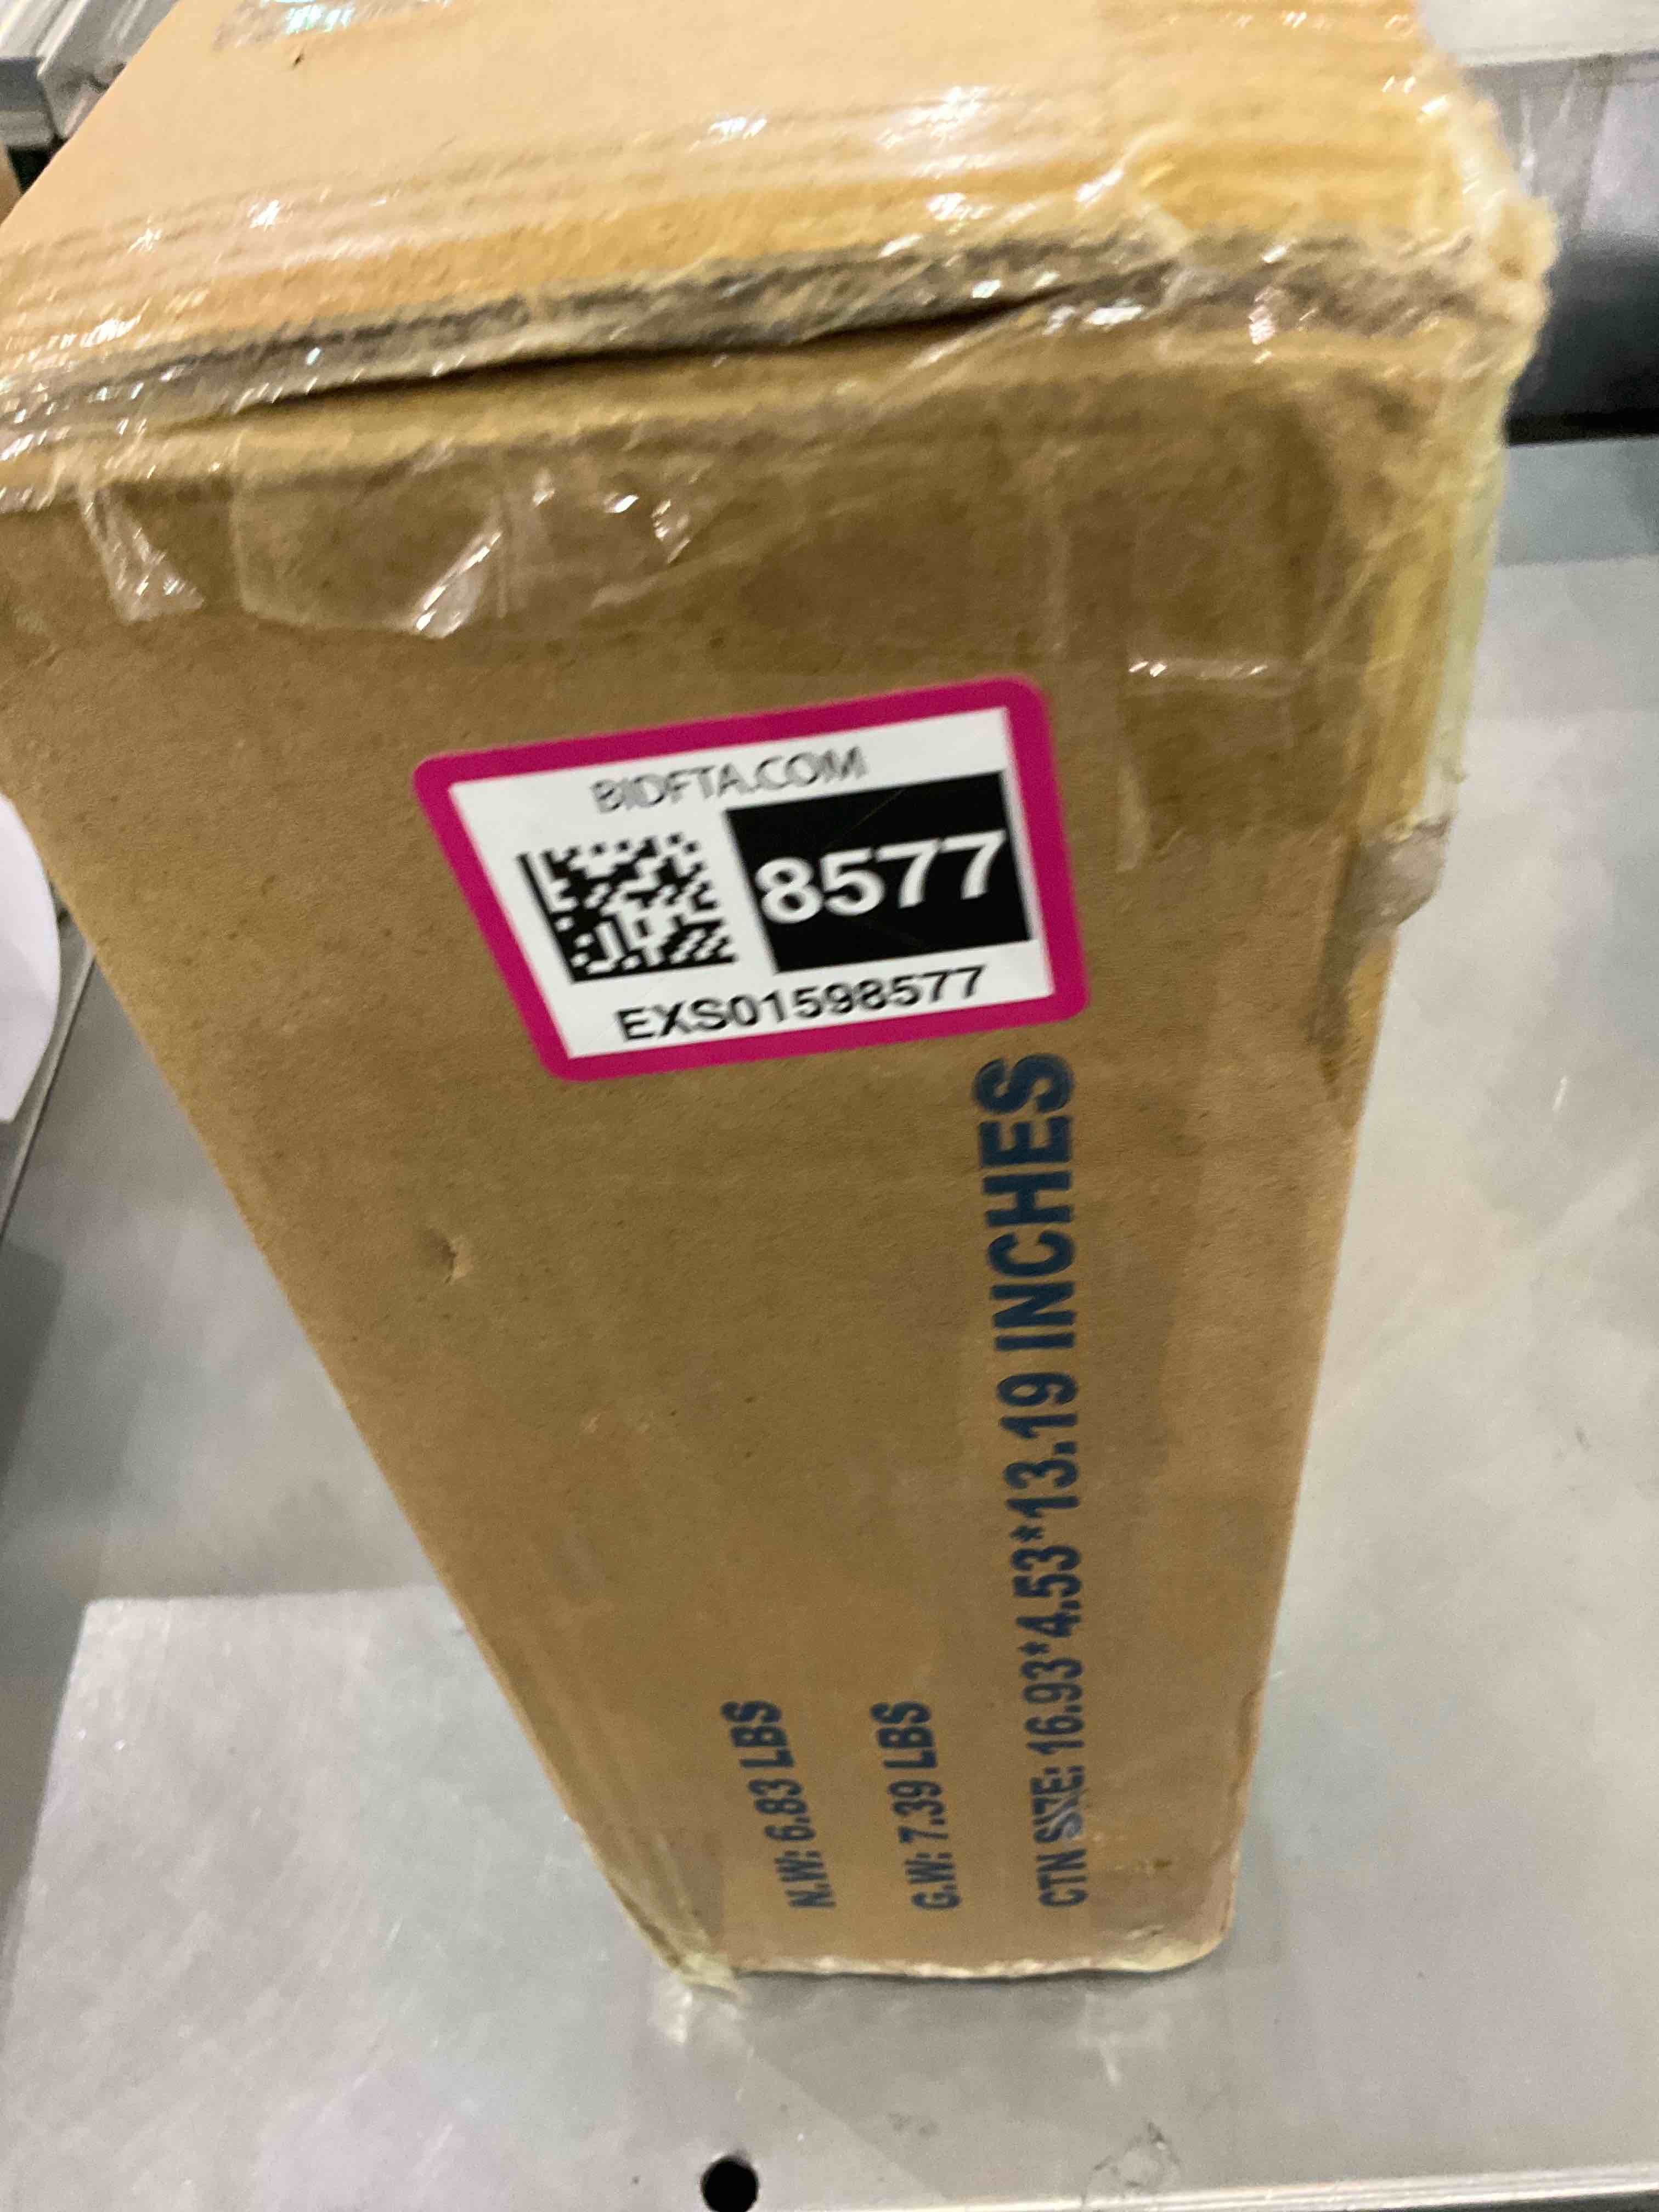 BIDFTA.COM
8577
EXS01598577
N.W: 6.83 LBS
G.W: 7.39 LBS
CTN SIZE: 16.93*4.53*13.19 INCHES